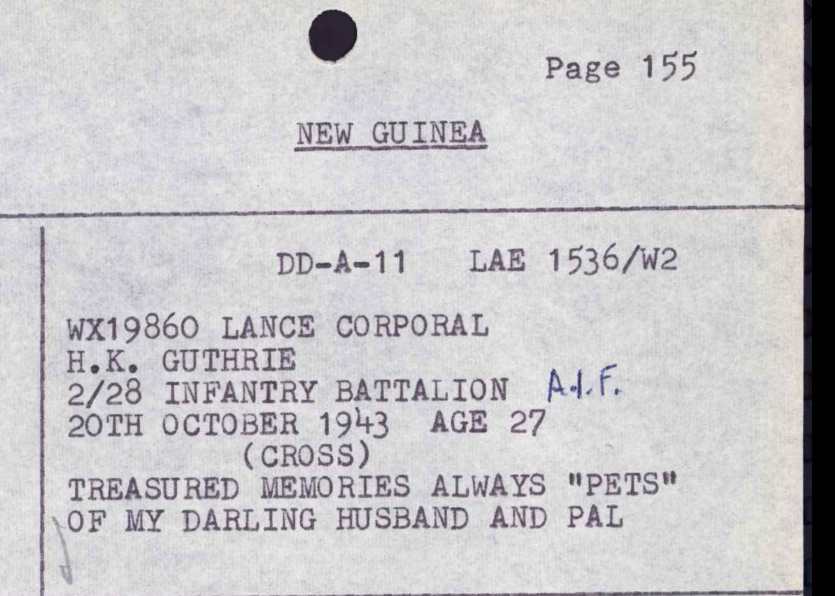 Page 155
NEW GUINEA
DD-A-11 LAE 1536/W2
WX19860 LANCE CORPORAL
H.K. GUTHRIE
2/28 INFANTRY BATTALION A.I.F.
20TH OCTOBER 1943 AGE 27
(CROSS)
TREASURED MEMORIES ALWAYS "PETS"
OF MY DARLING HUSBAND AND PAL